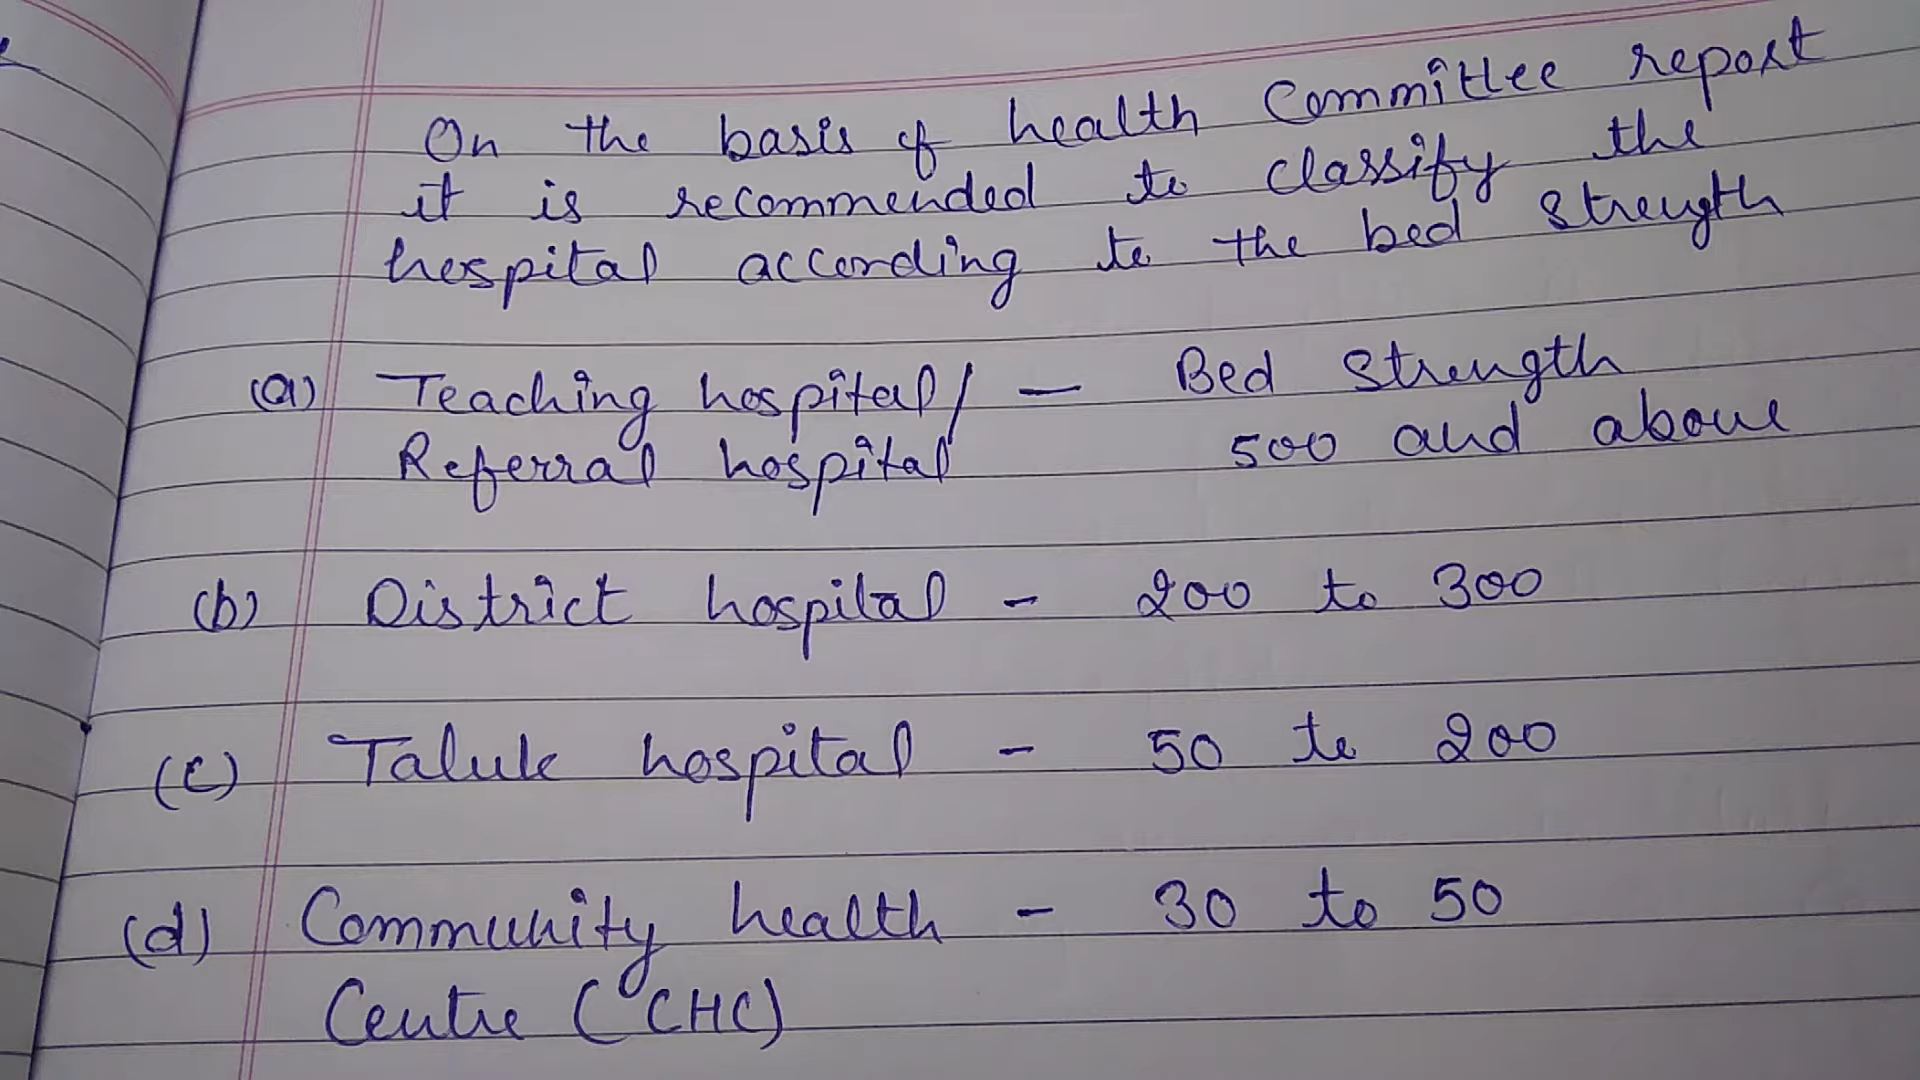 On the basis of health Committee report
it is recommended to classify the
hospital according to the bed strength
(a) Teaching hospital/ — Bed Strength
Referral hospital 500 and above
(b) District hospital - 200 to 300
(c) Taluk hospital - 50 to 200
(d) Community health - 30 to 50
Centre (CHC)